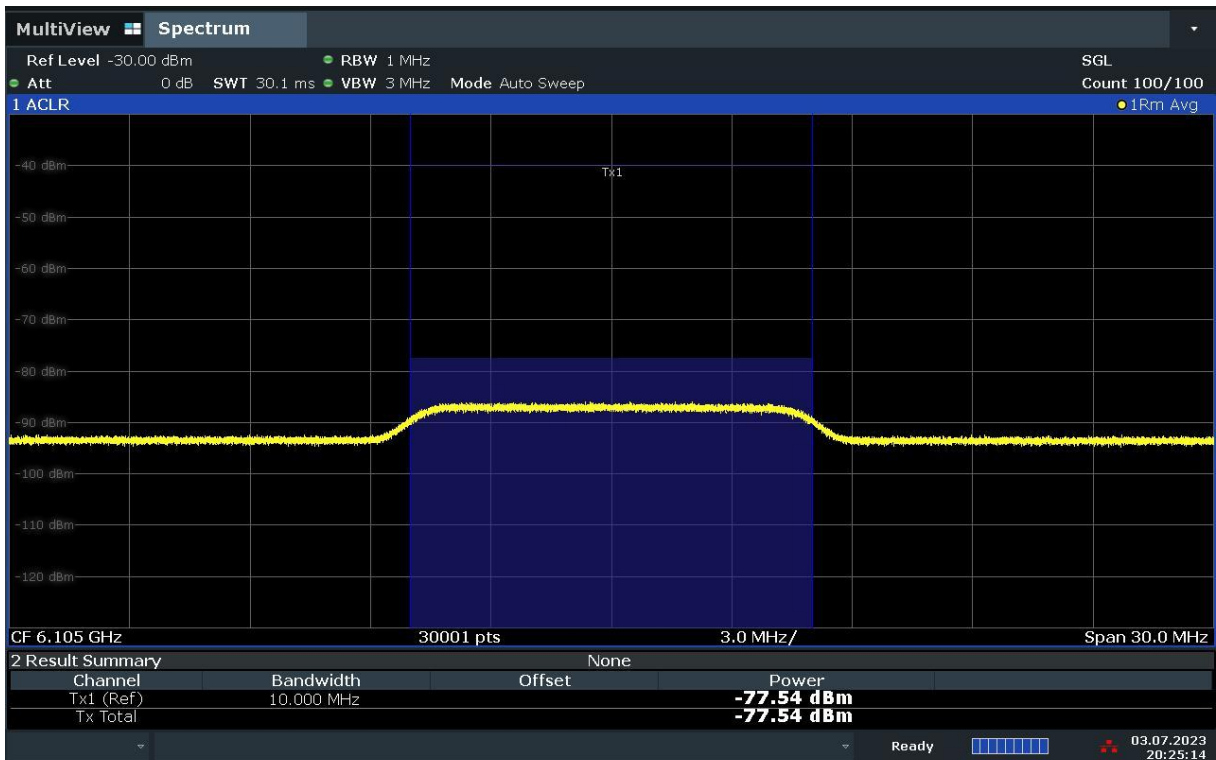 MultiView Spectrum
Ref Level -30.00 dBm RBW 1 MHz SGL
Att 0 dB SWT 30.1 ms VBW 3 MHz Mode Auto Sweep Count 100/100
1 ACLR 1Rm Avg
-40 dBm
Tx1
-50 dBm
-60 dBm
-70 dBm
-80 dBm
-90 dBm
-100 dBm
-110 dBm
-120 dBm
CF 6.105 GHz 30001 pts 3.0 MHz/ Span 30.0 MHz
2 Result Summary None
Channel Bandwidth Offset Power
Tx1 (Ref) 10.000 MHz -77.54 dBm
Tx Total -77.54 dBm
Ready 03.07.2023
20:25:14